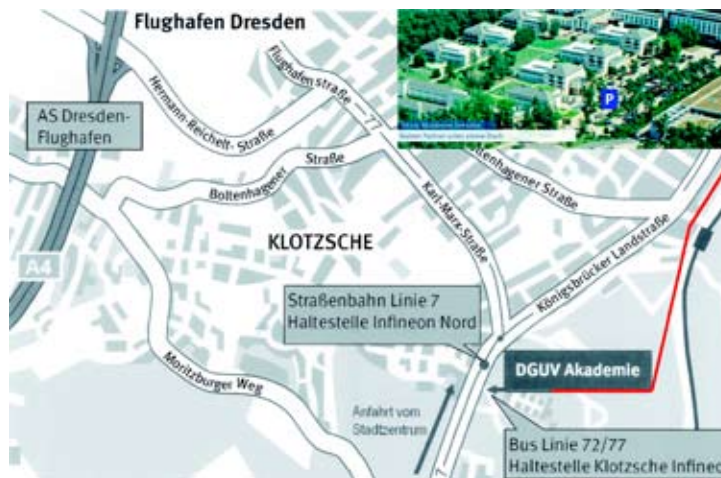 Flughafen Dresden
Flughafenstraße — 77
Hermann-Reichelt-Straße
AS Dresden-
Flughafen
P
Boltenhagener Straße
Boltenhagener Straße
Karl-Marx-Straße
KLOTZSCHE
A4
Königsbrücker Landstraße
Straßenbahn Linie 7
Haltestelle Infineon Nord
DGUV Akademie
Moritzburger Weg
Anfahrt vom
Stadtzentrum
Bus Linie 72/77
Haltestelle Klotzsche Infineo
7